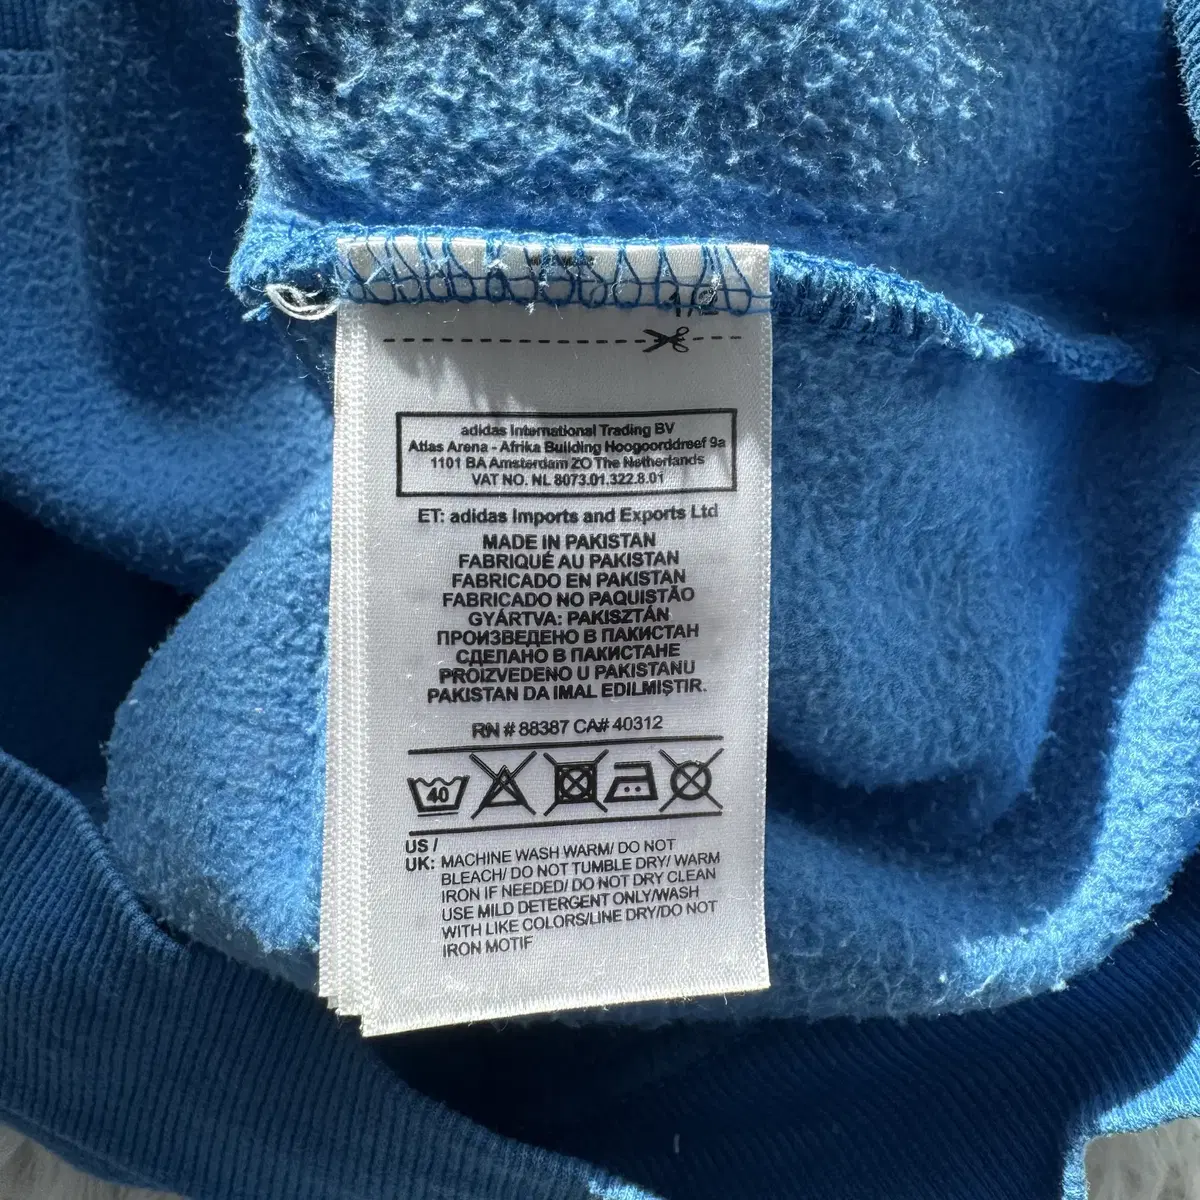 adidas International Trading BV
Atlas Arena - Afrika Building Hoogoorddreef 9a
1101 BA Amsterdam ZO The Netherlands
VAT NO. NL 8073.01.322.8.01
ET: adidas Imports and Exports Ltd
MADE IN PAKISTAN
FABRIQUÉ AU PAKISTAN
FABRICADO EN PAKISTAN
FABRICADO NO PAQUISTÃO
GYÁRTVA: PAKISZTÁN
ПРОИЗВЕДЕНО В ПАКИСТАН
СДЕЛАНО В ПАКИСТАНЕ
PROIZVEDENO U PAKISTANU
PAKISTAN DA IMAL EDILMIŞTIR.
RN # 88387 CA# 40312
40
US /
UK: MACHINE WASH WARM/ DO NOT
BLEACH/ DO NOT TUMBLE DRY/ WARM
IRON IF NEEDED/ DO NOT DRY CLEAN
USE MILD DETERGENT ONLY/WASH
WITH LIKE COLORS/LINE DRY/DO NOT
IRON MOTIF